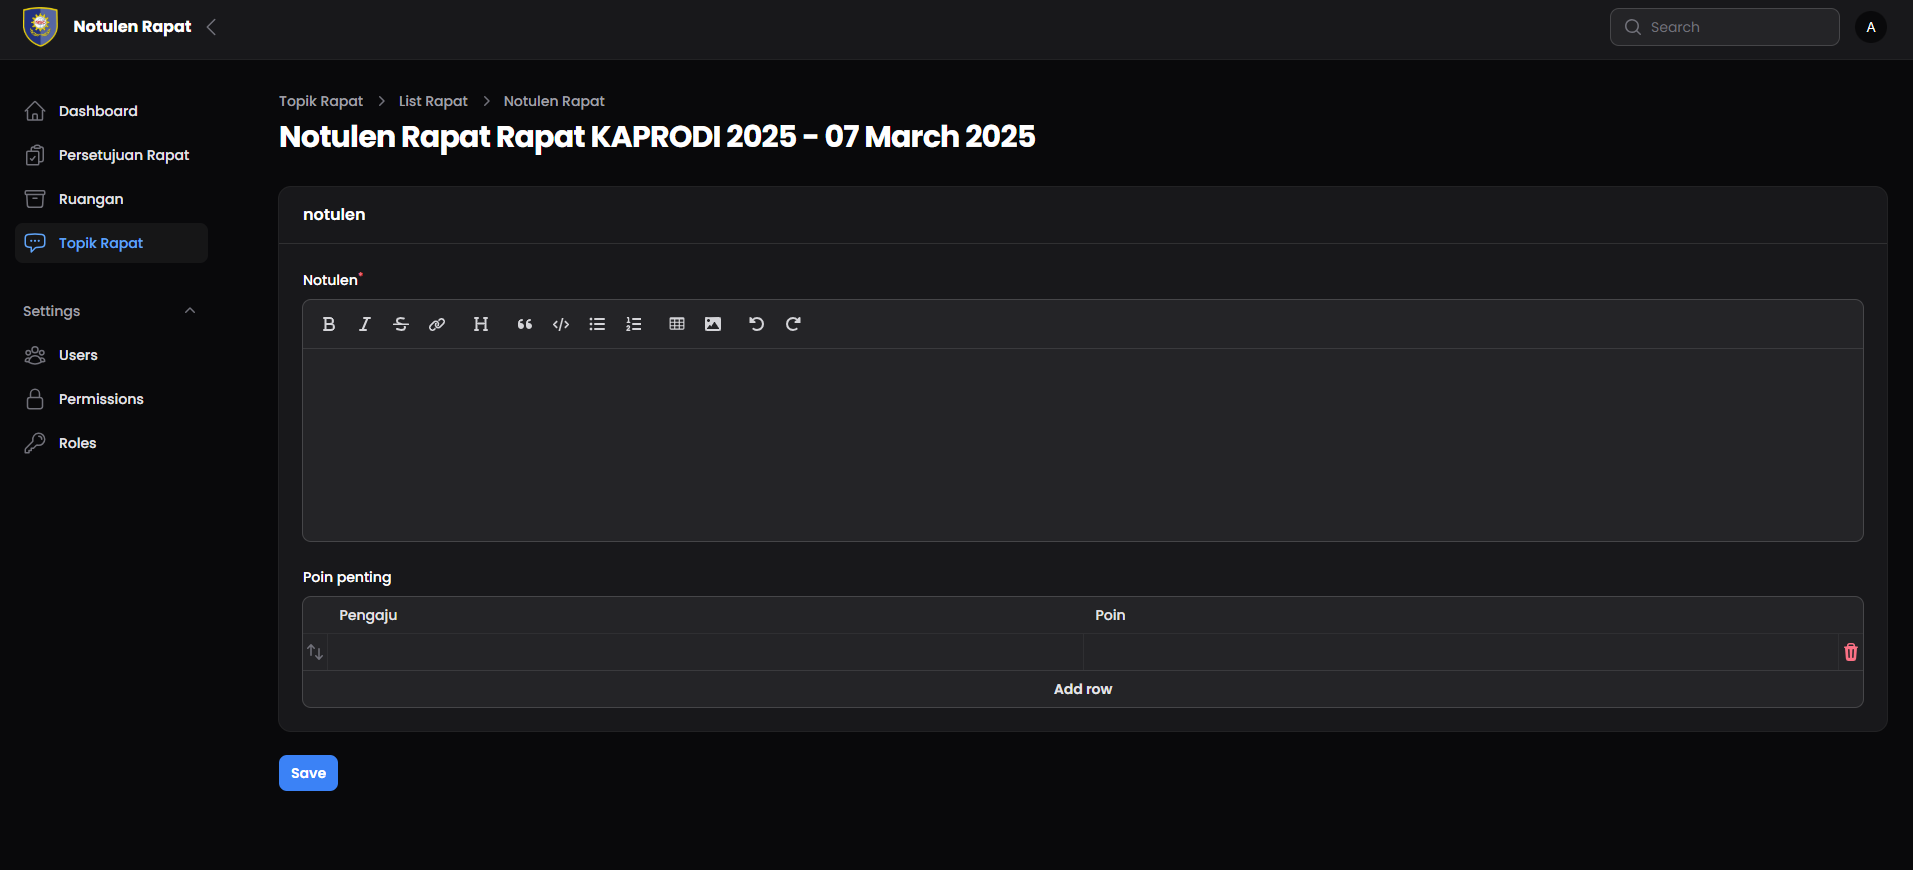 Notulen Rapat
Search
A
Dashboard
Persetujuan Rapat
Ruangan
Topik Rapat
Settings
Users
Permissions
Roles
Topik Rapat > List Rapat > Notulen Rapat
Notulen Rapat Rapat KAPRODI 2025 - 07 March 2025
notulen
Notulen*
Poin penting
Pengaju Poin
Add row
Save